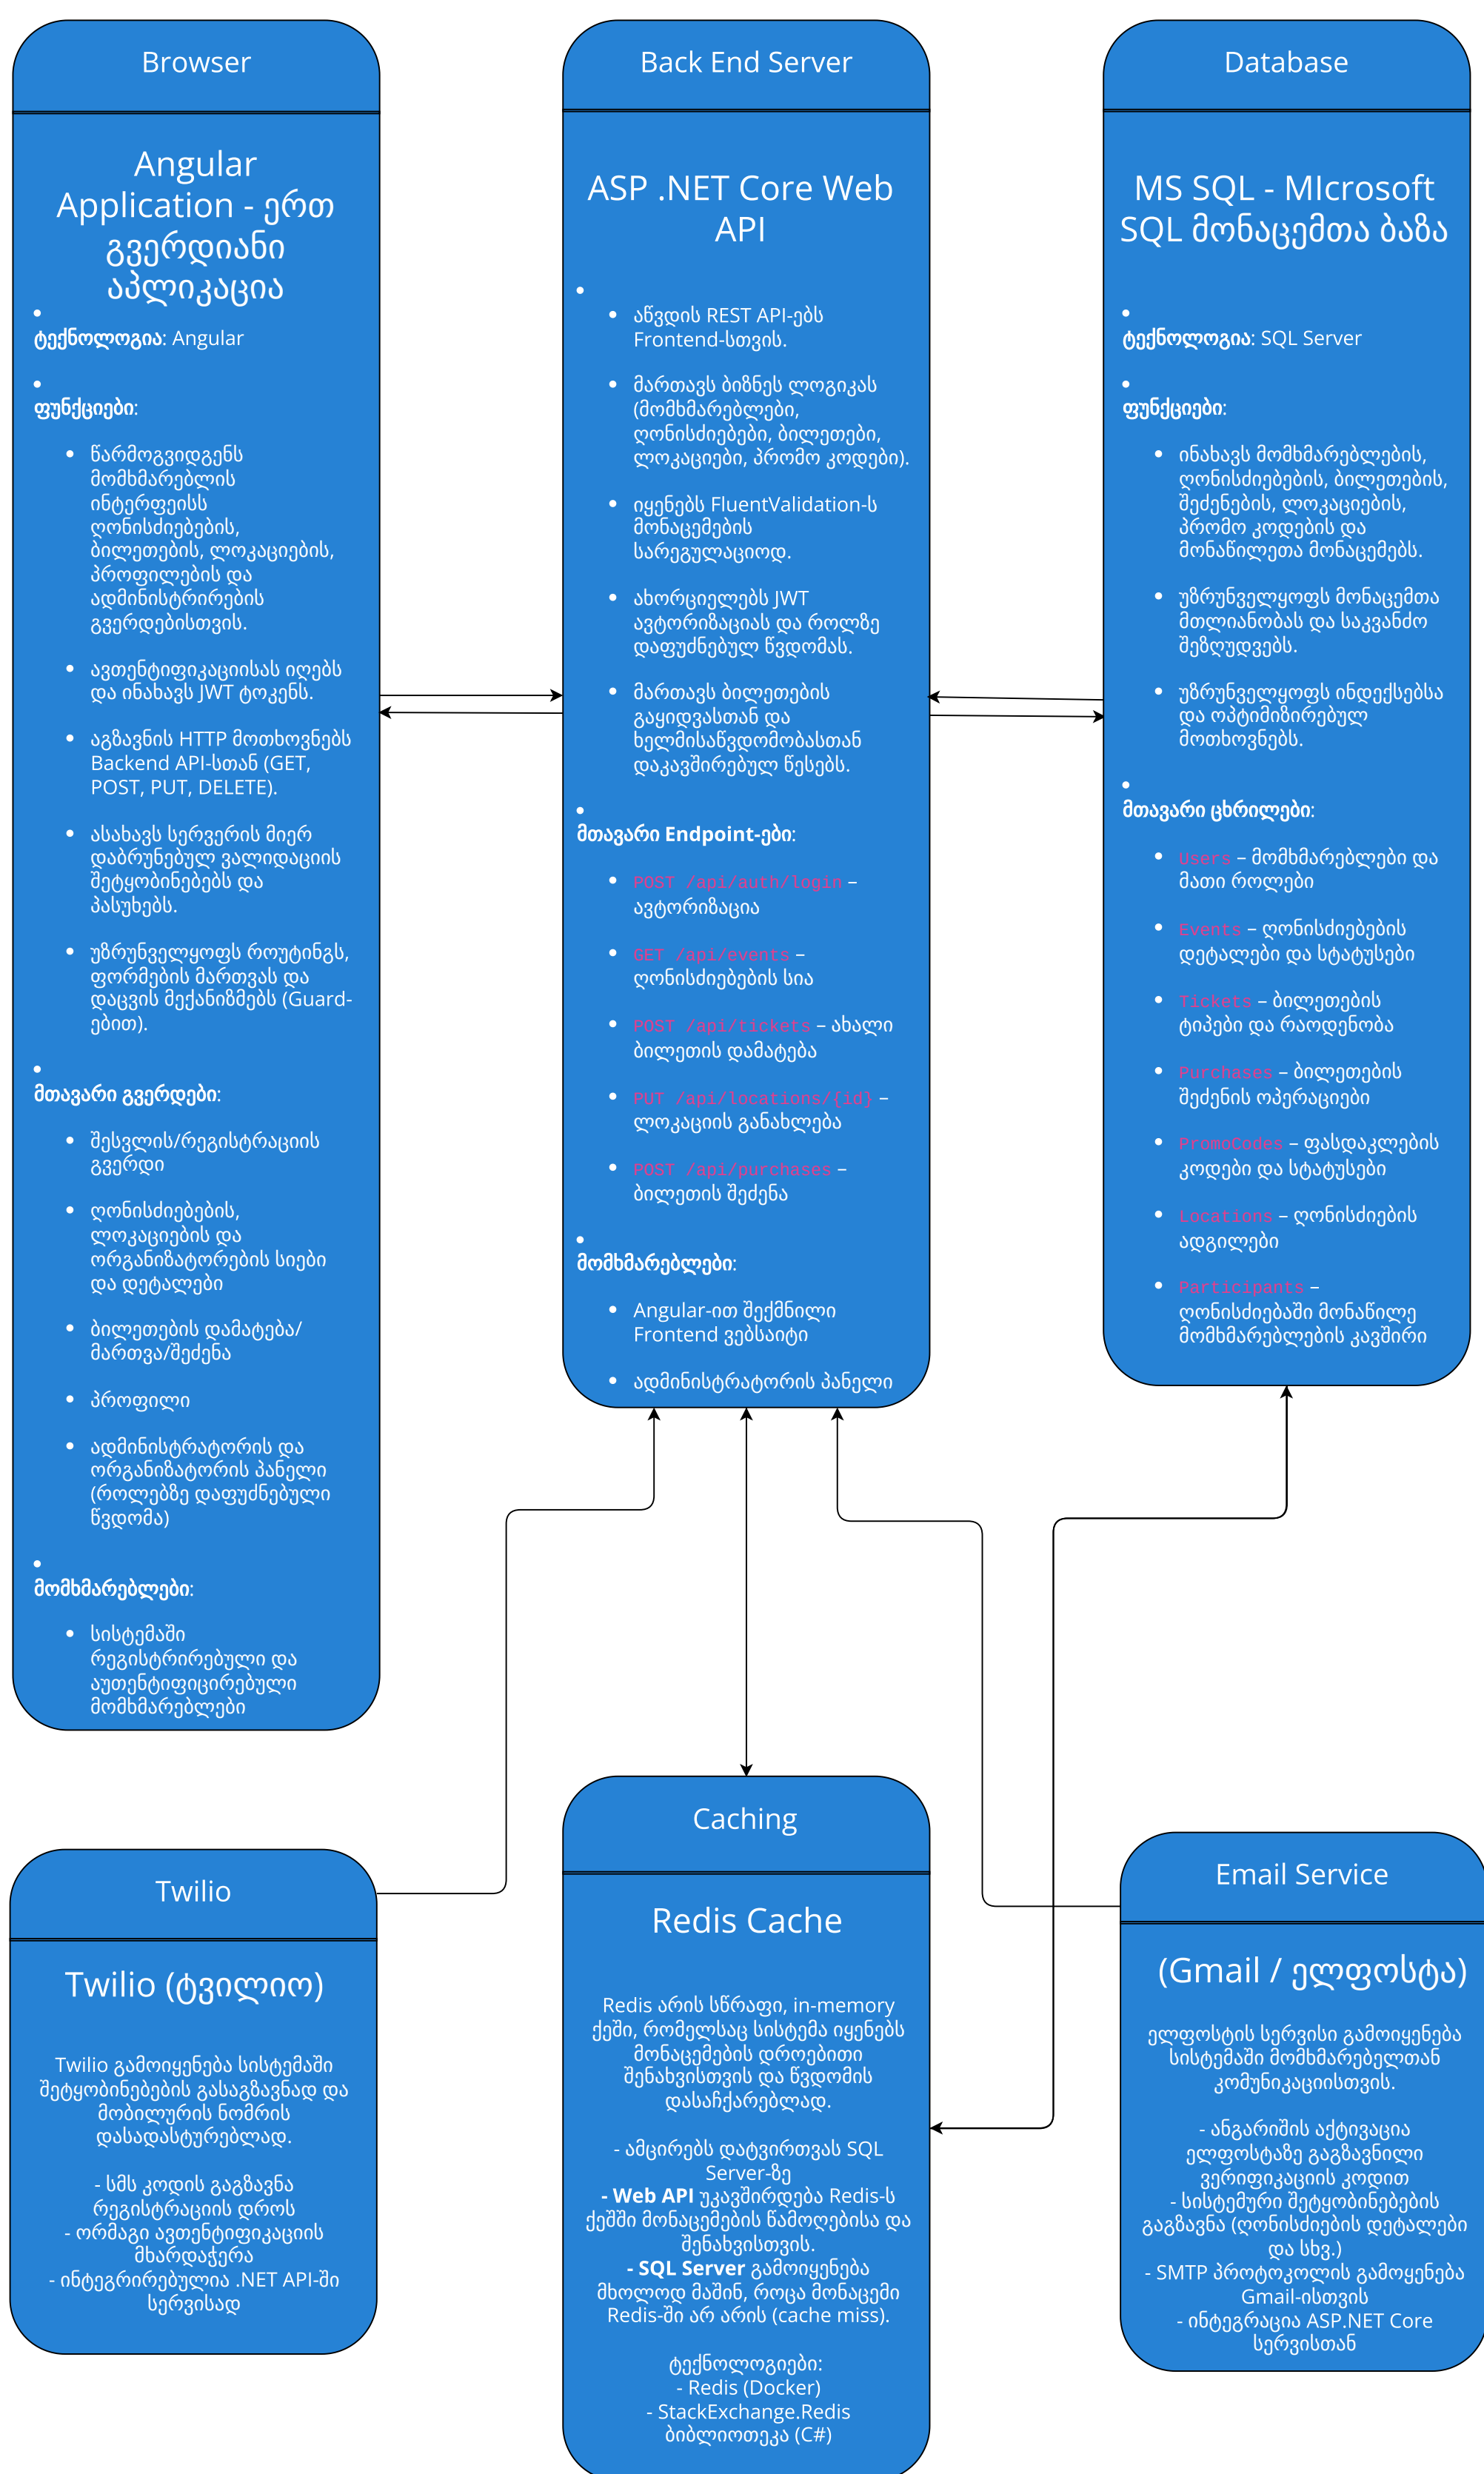 Browser
Angular
Application - ერთ
გვერდიანი
აპლიკაცია
ტექნოლოგია: Angular
ფუნქციები:
წარმოგვიდგენს
მომხმარებლის
ინტერფეისს
ღონისძიებების,
ბილეთების, ლოკაციების,
პროფილების და
ადმინისტრირების
გვერდებისთვის.
ავთენტიფიკაციისას იღებს
და ინახავს JWT ტოკენს.
აგზავნის HTTP მოთხოვნებს
Backend API-სთან (GET,
POST, PUT, DELETE).
ასახავს სერვერის მიერ
დაბრუნებულ ვალიდაციის
შეტყობინებებს და
პასუხებს.
უზრუნველყოფს როუტინგს,
ფორმების მართვას და
დაცვის მექანიზმებს (Guard-
ებით).
მთავარი გვერდები:
შესვლის/რეგისტრაციის
გვერდი
ღონისძიებების,
ლოკაციების და
ორგანიზატორების სიები
და დეტალები
ბილეთების დამატება/
მართვა/შეძენა
პროფილი
ადმინისტრატორის და
ორგანიზატორის პანელი
(როლებზე დაფუძნებული
წვდომა)
მომხმარებლები:
სისტემაში
რეგისტრირებული და
აუთენტიფიცირებული
მომხმარებლები
Back End Server
ASP .NET Core Web
API
აწვდის REST API-ებს
Frontend-სთვის.
მართავს ბიზნეს ლოგიკას
(მომხმარებლები,
ღონისძიებები, ბილეთები,
ლოკაციები, პრომო კოდები).
იყენებს FluentValidation-ს
მონაცემების
სარეგულაციოდ.
ახორციელებს JWT
ავტორიზაციას და როლზე
დაფუძნებულ წვდომას.
მართავს ბილეთების
გაყიდვასთან და
ხელმისაწვდომობასთან
დაკავშირებულ წესებს.
მთავარი Endpoint-ები:
POST /api/auth/login –
ავტორიზაცია
GET /api/events –
ღონისძიებების სია
POST /api/tickets – ახალი
ბილეთის დამატება
PUT /api/locations/{id} –
ლოკაციის განახლება
POST /api/purchases –
ბილეთის შეძენა
მომხმარებლები:
Angular-ით შექმნილი
Frontend ვებსაიტი
ადმინისტრატორის პანელი
Database
MS SQL - MIcrosoft
SQL მონაცემთა ბაზა
ტექნოლოგია: SQL Server
ფუნქციები:
ინახავს მომხმარებლების,
ღონისძიებების, ბილეთების,
შეძენების, ლოკაციების,
პრომო კოდების და
მონაწილეთა მონაცემებს.
უზრუნველყოფს მონაცემთა
მთლიანობას და საკვანძო
შეზღუდვებს.
უზრუნველყოფს ინდექსებსა
და ოპტიმიზირებულ
მოთხოვნებს.
მთავარი ცხრილები:
Users – მომხმარებლები და
მათი როლები
Events – ღონისძიებების
დეტალები და სტატუსები
Tickets – ბილეთების
ტიპები და რაოდენობა
Purchases – ბილეთების
შეძენის ოპერაციები
PromoCodes – ფასდაკლების
კოდები და სტატუსები
Locations – ღონისძიების
ადგილები
Participants –
ღონისძიებაში მონაწილე
მომხმარებლების კავშირი
Twilio
Twilio (ტვილიო)
Twilio გამოიყენება სისტემაში
შეტყობინებების გასაგზავნად და
მობილურის ნომრის
დასადასტურებლად.
- სმს კოდის გაგზავნა
რეგისტრაციის დროს
- ორმაგი ავთენტიფიკაციის
მხარდაჭერა
- ინტეგრირებულია .NET API-ში
სერვისად
Caching
Redis Cache
Redis არის სწრაფი, in-memory
ქეში, რომელსაც სისტემა იყენებს
მონაცემების დროებითი
შენახვისთვის და წვდომის
დასაჩქარებლად.
- ამცირებს დატვირთვას SQL
Server-ზე
- Web API უკავშირდება Redis-ს
ქეშში მონაცემების წამოღებისა და
შენახვისთვის.
- SQL Server გამოიყენება
მხოლოდ მაშინ, როცა მონაცემი
Redis-ში არ არის (cache miss).
ტექნოლოგიები:
- Redis (Docker)
- StackExchange.Redis
ბიბლიოთეკა (C#)
Email Service
(Gmail / ელფოსტა)
ელფოსტის სერვისი გამოიყენება
სისტემაში მომხმარებელთან
კომუნიკაციისთვის.
- ანგარიშის აქტივაცია
ელფოსტაზე გაგზავნილი
ვერიფიკაციის კოდით
- სისტემური შეტყობინებების
გაგზავნა (ღონისძიების დეტალები
და სხვ.)
- SMTP პროტოკოლის გამოყენება
Gmail-ისთვის
- ინტეგრაცია ASP.NET Core
სერვისთან